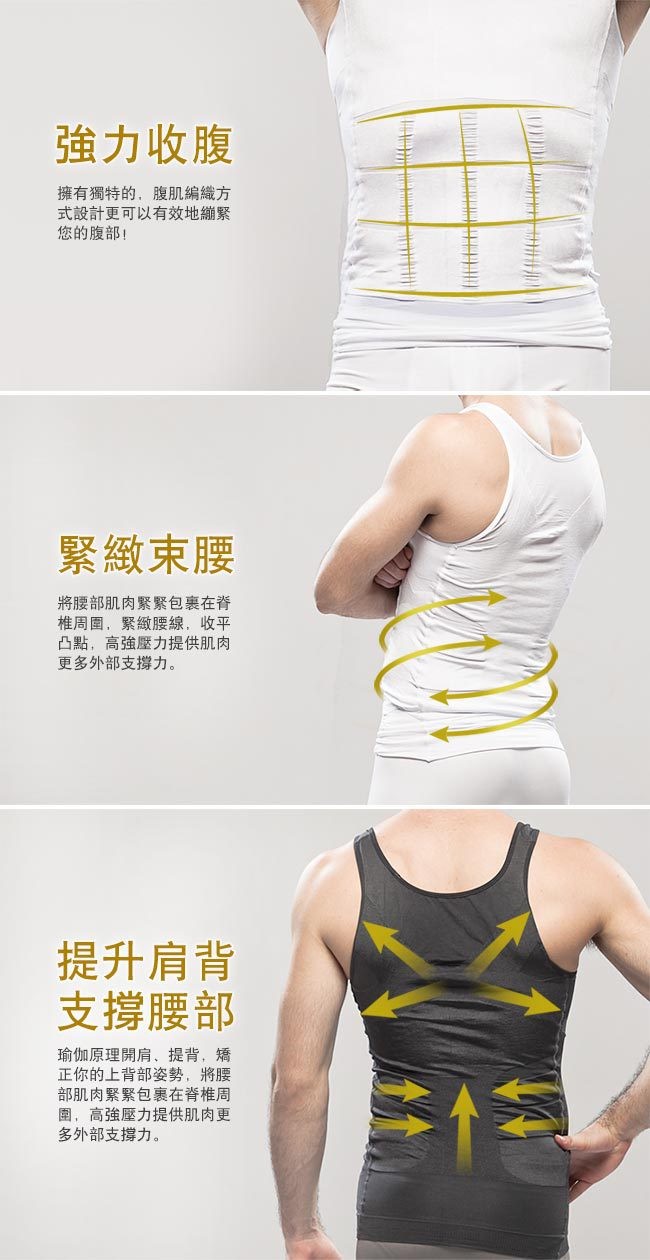 強力收腹
擁有獨特的，腹肌編織方
式設計更可以有效地繃緊
您的腹部！
緊緻束腰
將腰部肌肉緊緊包裹在脊
椎周圍，緊緻腰線，收平
凸點，高強壓力提供肌肉
更多外部支撐力。
提升肩背
支撐腰部
瑜伽原理開肩、提背，矯
正你的上背部姿勢，將腰
部肌肉緊緊包裹在脊椎周
圍，高強壓力提供肌肉更
多外部支撐力。